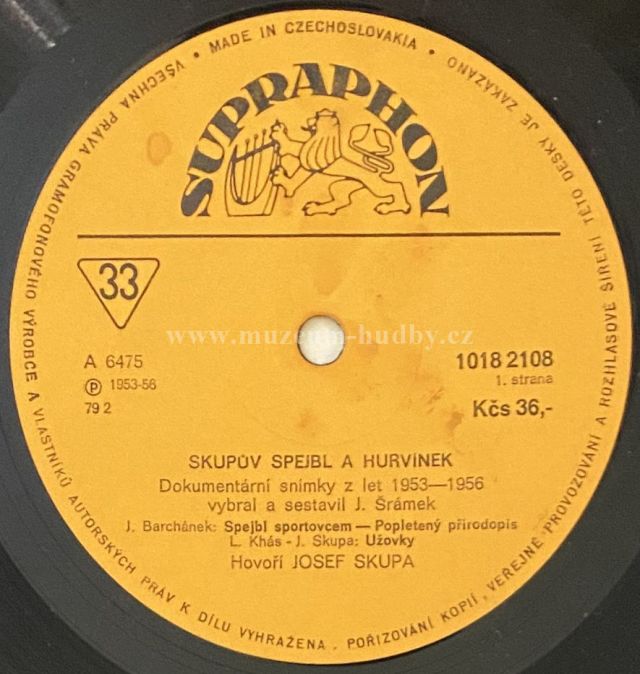 VŠECHNA PRÁVA GRAMOFONOVÉHO VÝROBCE A VLASTNÍKŮ AUTORSKÝCH PRÁV K DÍLU VYHRAŽENA. POŘIZOVÁNÍ KOPIÍ, VEŘEJNÉ PROVOZOVÁNÍ A ROZHLASOVÉ ŠÍŘENÍ TÉTO DESKY JE ZAKÁZÁNO • MADE IN CZECHOSLOVAKIA •
SUPRAPHON
33
www.muzeum-hudby.cz
A 6475
1018 2108
Ⓟ 1953-56
1. strana
79 2
Kčs 36,-
SKUPŮV SPEJBL A HURVÍNEK
Dokumentární snímky z let 1953—1956
vybral a sestavil J. Šrámek
J. Barchánek: Spejbl sportovcem — Popletený přírodopis
L. Khás - J. Skupa: Užovky
Hovoří JOSEF SKUPA